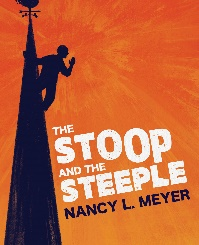 THE
STOOP
AND THE
STEEPLE
NANCY L. MEYER